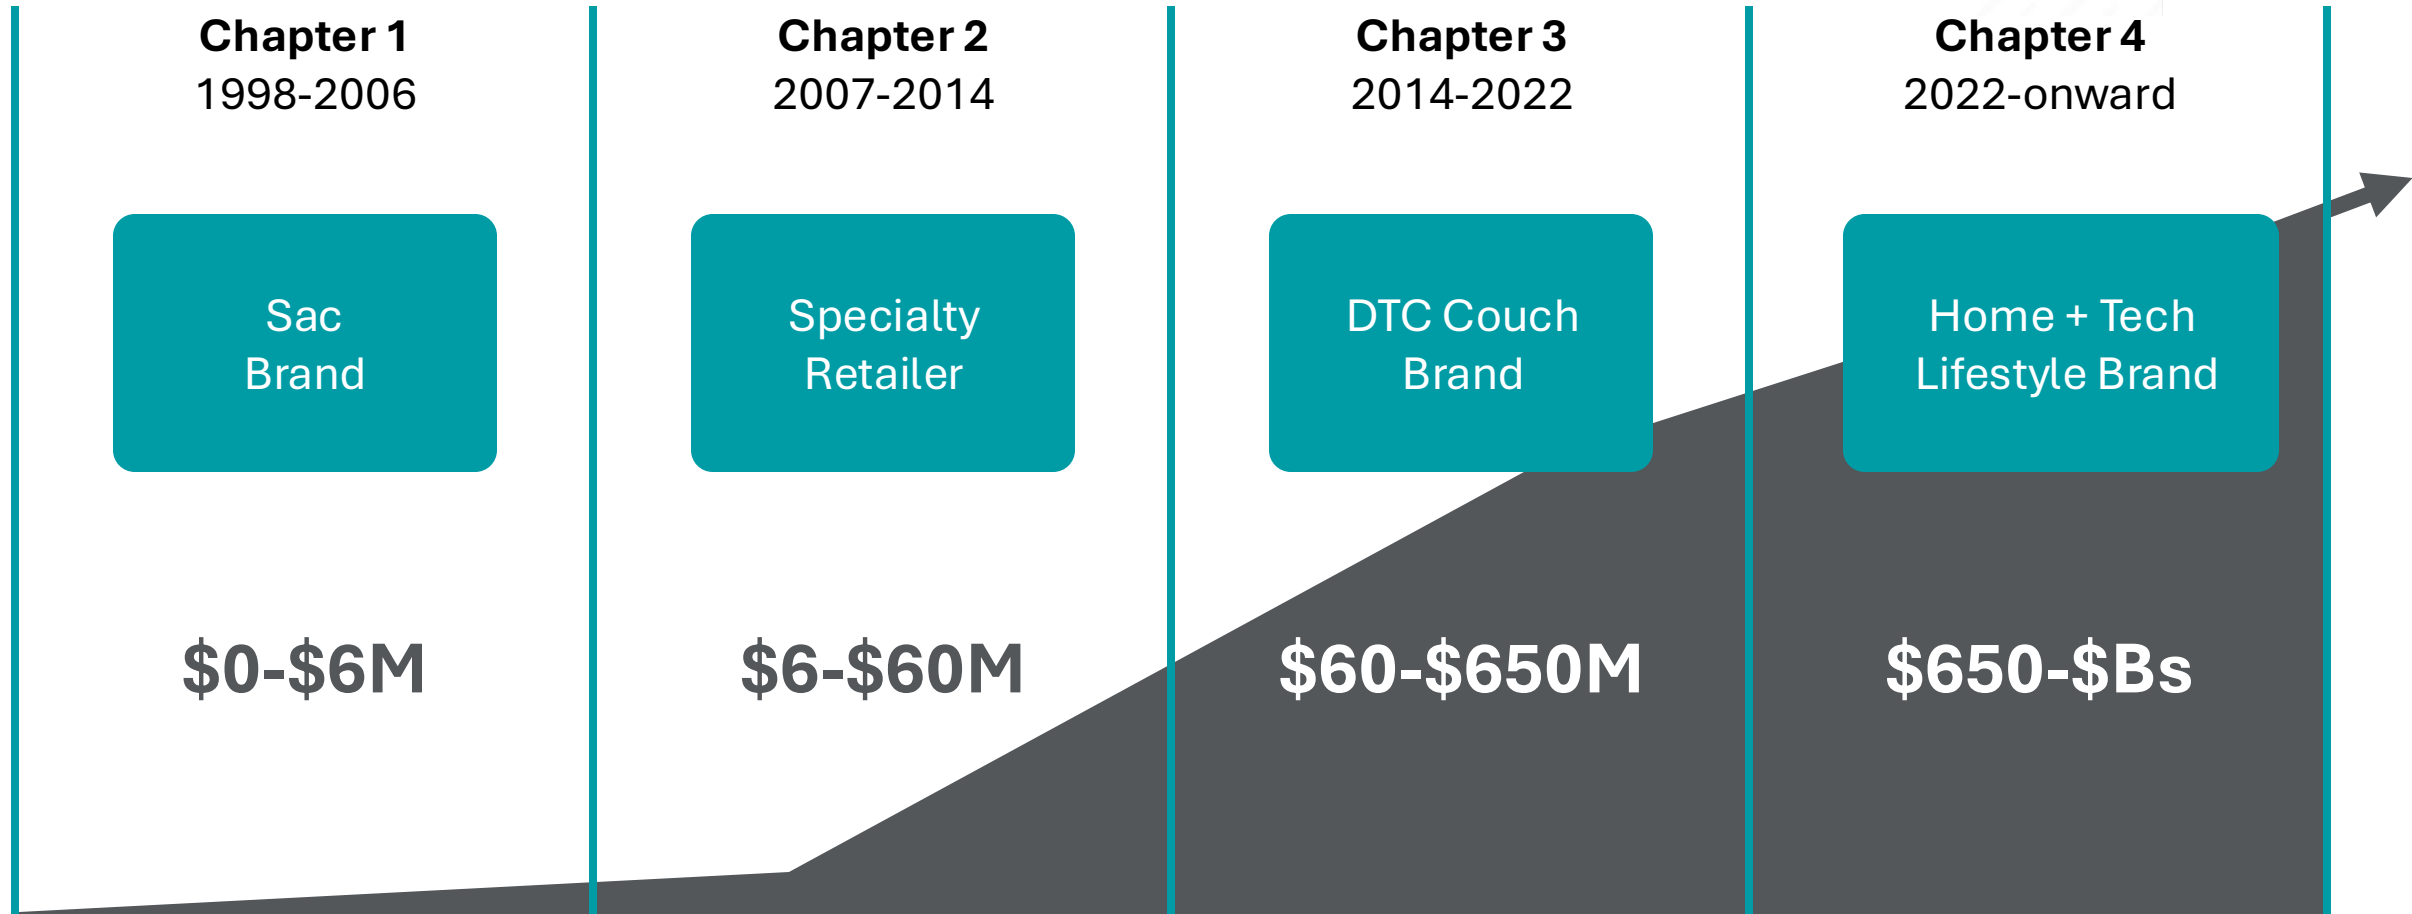 Chapter 1
1998-2006
Sac
Brand
$0-$6M
Chapter 2
2007-2014
Specialty
Retailer
$6-$60M
Chapter 3
2014-2022
DTC Couch
Brand
$60-$650M
Chapter 4
2022-onward
Home + Tech
Lifestyle Brand
$650-$Bs